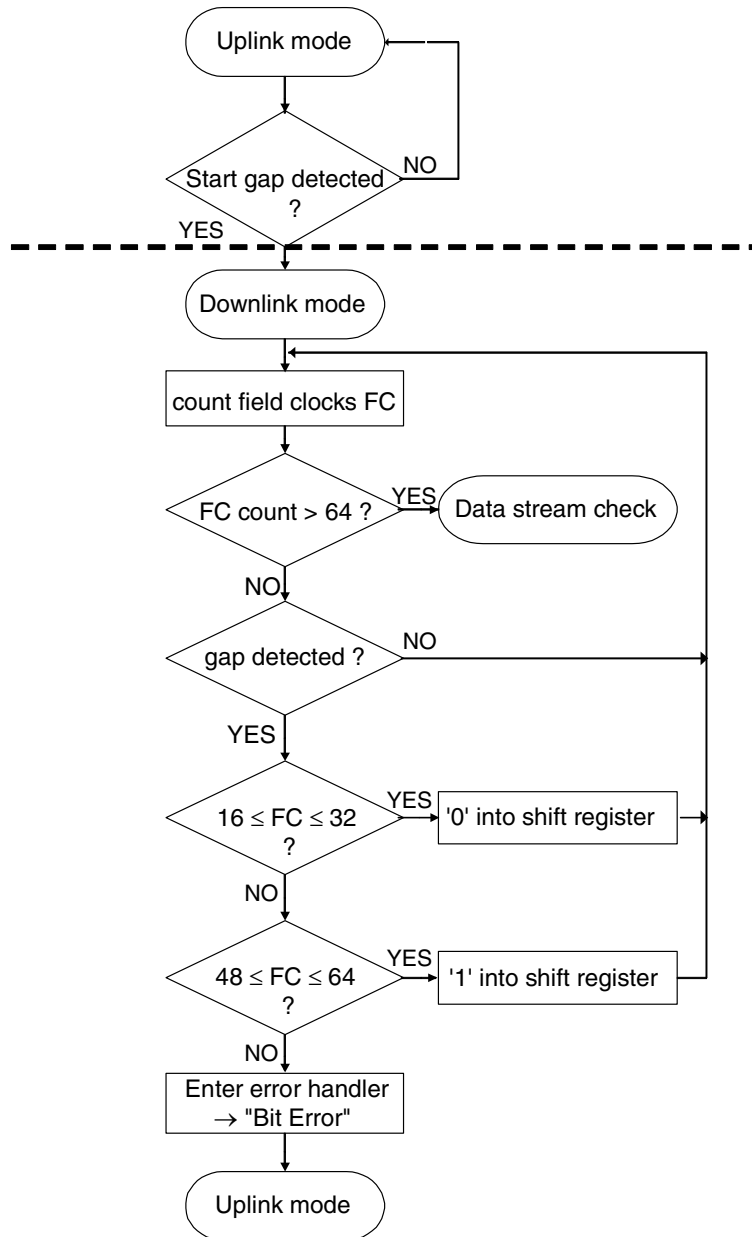 Uplink mode
NO
Start gap detected
?
YES
Downlink mode
count field clocks FC
FC count > 64 ?
YES
Data stream check
NO
gap detected ?
NO
YES
16 ≤ FC ≤ 32
?
YES
'0' into shift register
NO
48 ≤ FC ≤ 64
?
YES
'1' into shift register
NO
Enter error handler
→ "Bit Error"
Uplink mode